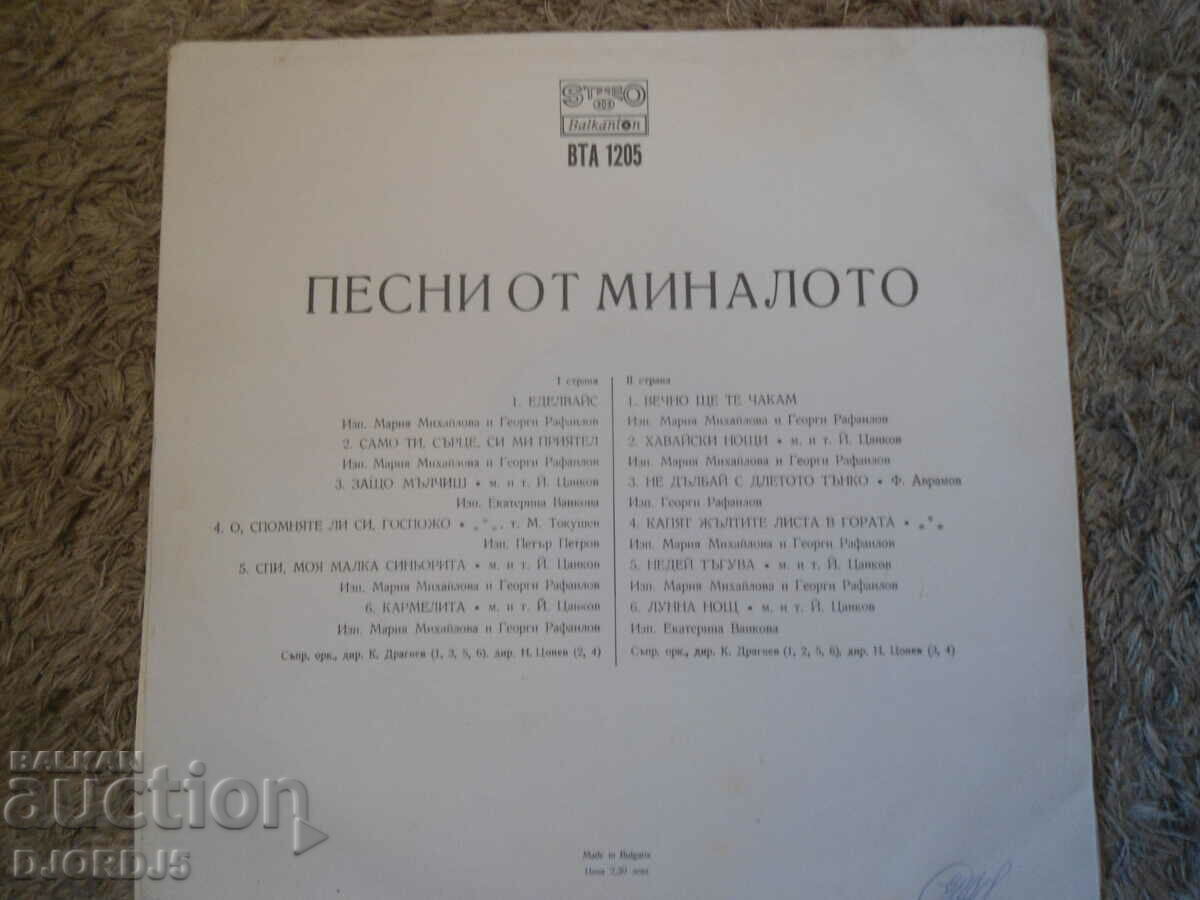 STEREO
Balkanton
ВТА 1205
ПЕСНИ ОТ МИНАЛОТО
I страна
1. ЕДЕЛВАЙС
Изп. Мария Михайлова и Георги Рафаилов
2. САМО ТИ, СЪРЦЕ, СИ МИ ПРИЯТЕЛ
Изп. Мария Михайлова и Георги Рафаилов
3. ЗАЩО МЪЛЧИШ • м. и т. Й. Цанков
Изп. Екатерина Ванкова
4. О, СПОМНЯТЕ ЛИ СИ, ГОСПОЖО • „*„, т. М. Токушев
Изп. Петър Петров
5. СПИ, МОЯ МАЛКА СИНЬОРИТА • м. и т. Й. Цанков
Изп. Мария Михайлова и Георги Рафаилов
6. КАРМЕЛИТА • м. и т. Й. Цанков
Изп. Мария Михайлова и Георги Рафаилов
Съпр. орк., дир. К. Драгнев (1, 3, 5, 6), дир. Н. Цонев (2, 4)
II страна
1. ВЕЧНО ЩЕ ТЕ ЧАКАМ
Изп. Мария Михайлова и Георги Рафаилов
2. ХАВАЙСКИ НОЩИ • м. и т. Й. Цанков
Изп. Мария Михайлова и Георги Рафаилов
3. НЕ ДЪЛБАЙ С ДЛЕТОТО ТЪНКО • Ф. Аврамов
Изп. Георги Рафаилов
4. КАПЯТ ЖЪЛТИТЕ ЛИСТА В ГОРАТА • „*„
Изп. Мария Михайлова и Георги Рафаилов
5. НЕДЕЙ ТЪГУВА • м. и т. Й. Цанков
Изп. Мария Михайлова и Георги Рафаилов
6. ЛУННА НОЩ • м. и т. Й. Цанков
Изп. Екатерина Ванкова
Съпр. орк., дир. К. Драгнев (1, 2, 5, 6), дир. Н. Цонев (3, 4)
Made in Bulgaria
Цена 2,30 лева
BALKAN
auction
DJORDJ5